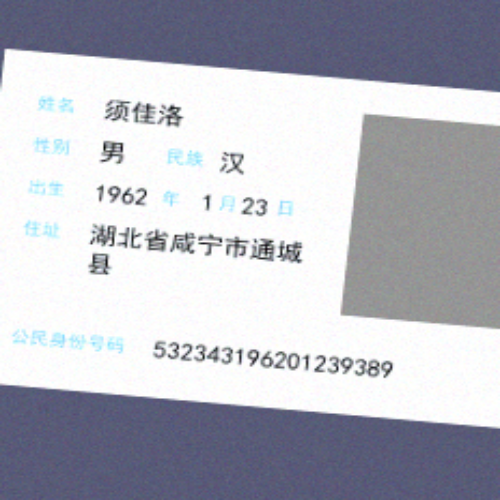 姓名 须佳洛
性别 男 民族 汉
出生 1962 年 1 月 23 日
住址 湖北省咸宁市通城
县
公民身份号码 532343196201239389